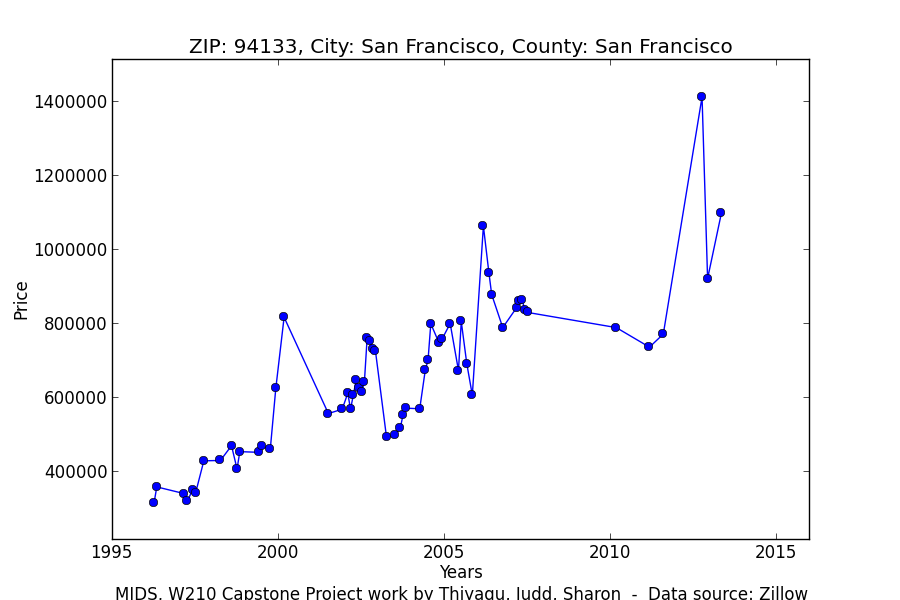 ZIP: 94133, City: San Francisco, County: San Francisco
1400000
1200000
1000000
800000
600000
400000
Price
1995 2000 2005 2010 2015
Years
MIDS, W210 Capstone Project work by Thiyagu, Judd, Sharon - Data source: Zillow